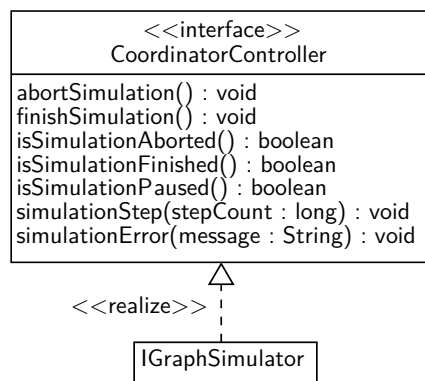 <<interface>>
CoordinatorController
abortSimulation() : void
finishSimulation() : void
isSimulationAborted() : boolean
isSimulationFinished() : boolean
isSimulationPaused() : boolean
simulationStep(stepCount : long) : void
simulationError(message : String) : void
<<realize>>
IGraphSimulator